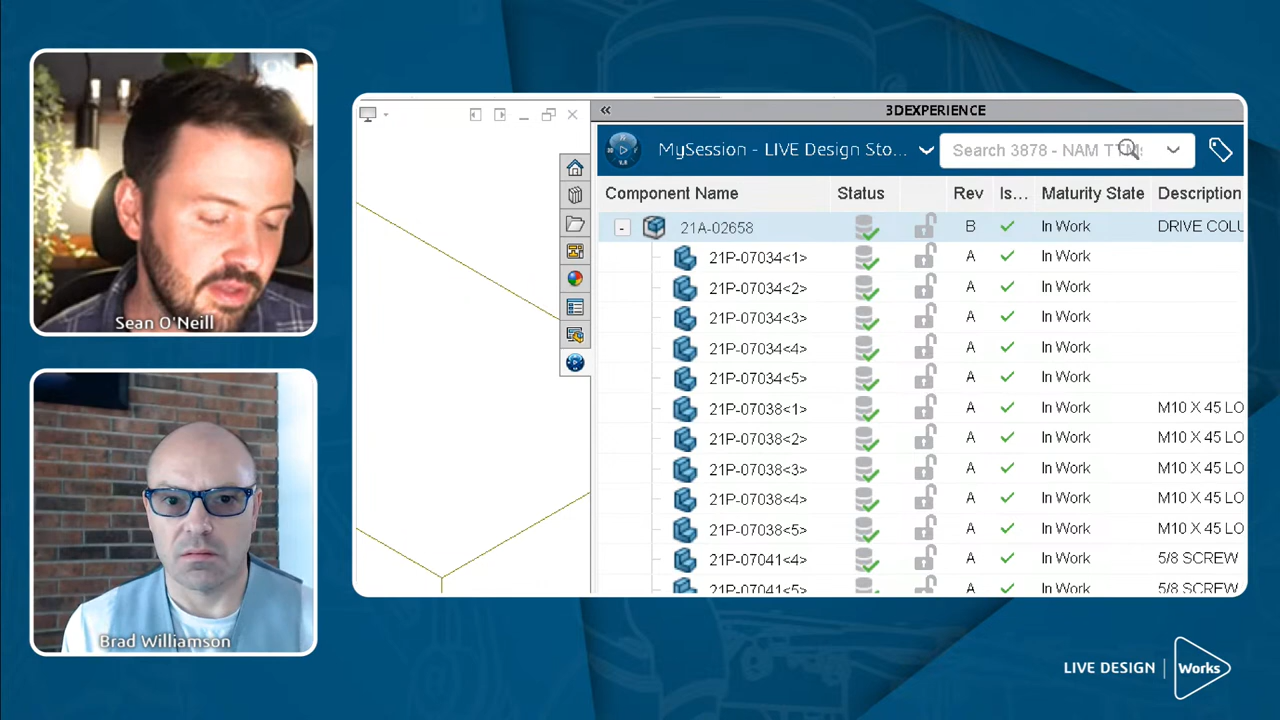 Sean O'Neill
Brad Williamson
3DEXPERIENCE
MySession - LIVE Design Sto...
Search 3878 - NAM
Component Name Status Rev Is... Maturity State Description
21A-02658 B In Work DRIVE COLU
21P-07034<1> A In Work
21P-07034<2> A In Work
21P-07034<3> A In Work
21P-07034<4> A In Work
21P-07034<5> A In Work
21P-07038<1> A In Work M10 X 45 LO
21P-07038<2> A In Work M10 X 45 LO
21P-07038<3> A In Work M10 X 45 LO
21P-07038<4> A In Work M10 X 45 LO
21P-07038<5> A In Work M10 X 45 LO
21P-07041<4> A In Work 5/8 SCREW
21P-07041<5> A In Work 5/8 SCREW
LIVE DESIGN | Works